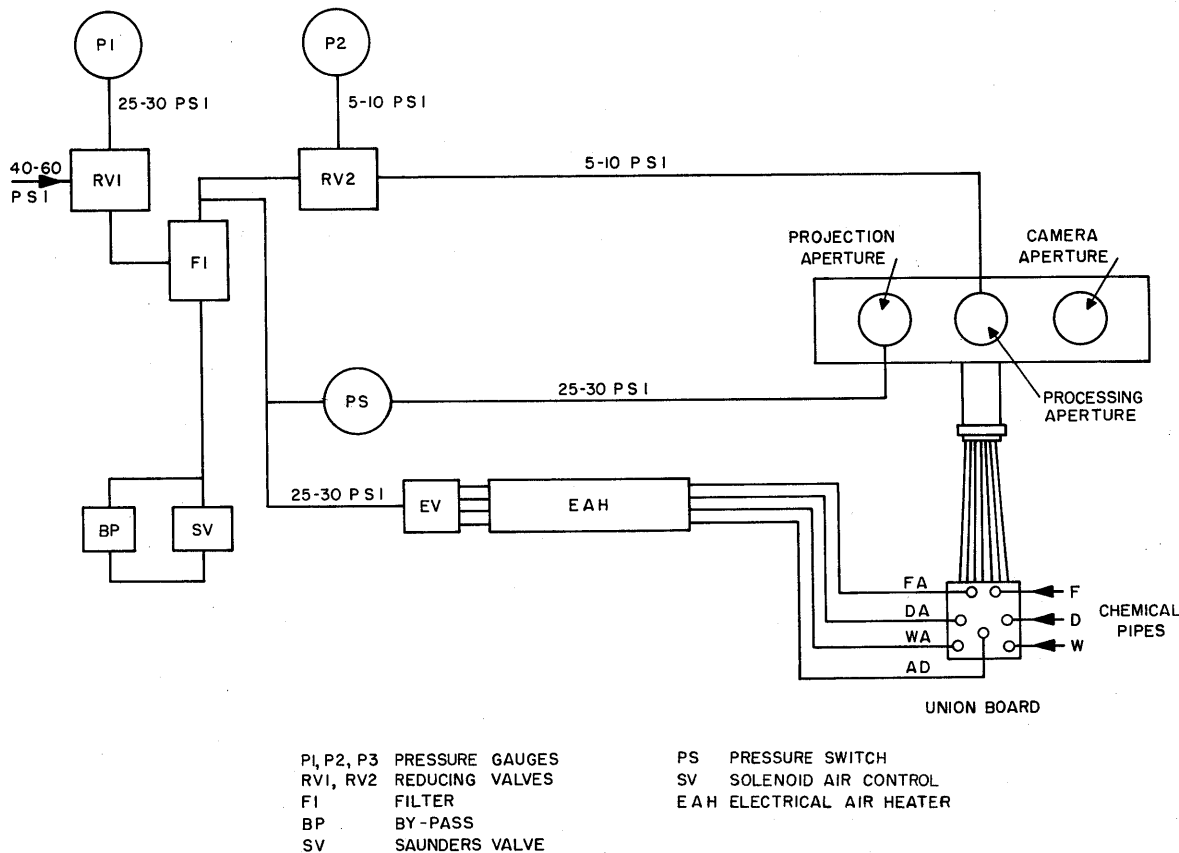 P1
P2
25-30 PSI
5-10 PSI
40-60
PSI
RV1
RV2
5-10 PSI
F1
PROJECTION
APERTURE
CAMERA
APERTURE
PS
25-30 PSI
PROCESSING
APERTURE
25-30 PSI
EV
EAH
BP
SV
FA
F
DA
D
CHEMICAL
PIPES
WA
W
AD
UNION BOARD
P1, P2, P3 PRESSURE GAUGES
RV1, RV2 REDUCING VALVES
F1 FILTER
BP BY-PASS
SV SAUNDERS VALVE
PS PRESSURE SWITCH
SV SOLENOID AIR CONTROL
EAH ELECTRICAL AIR HEATER